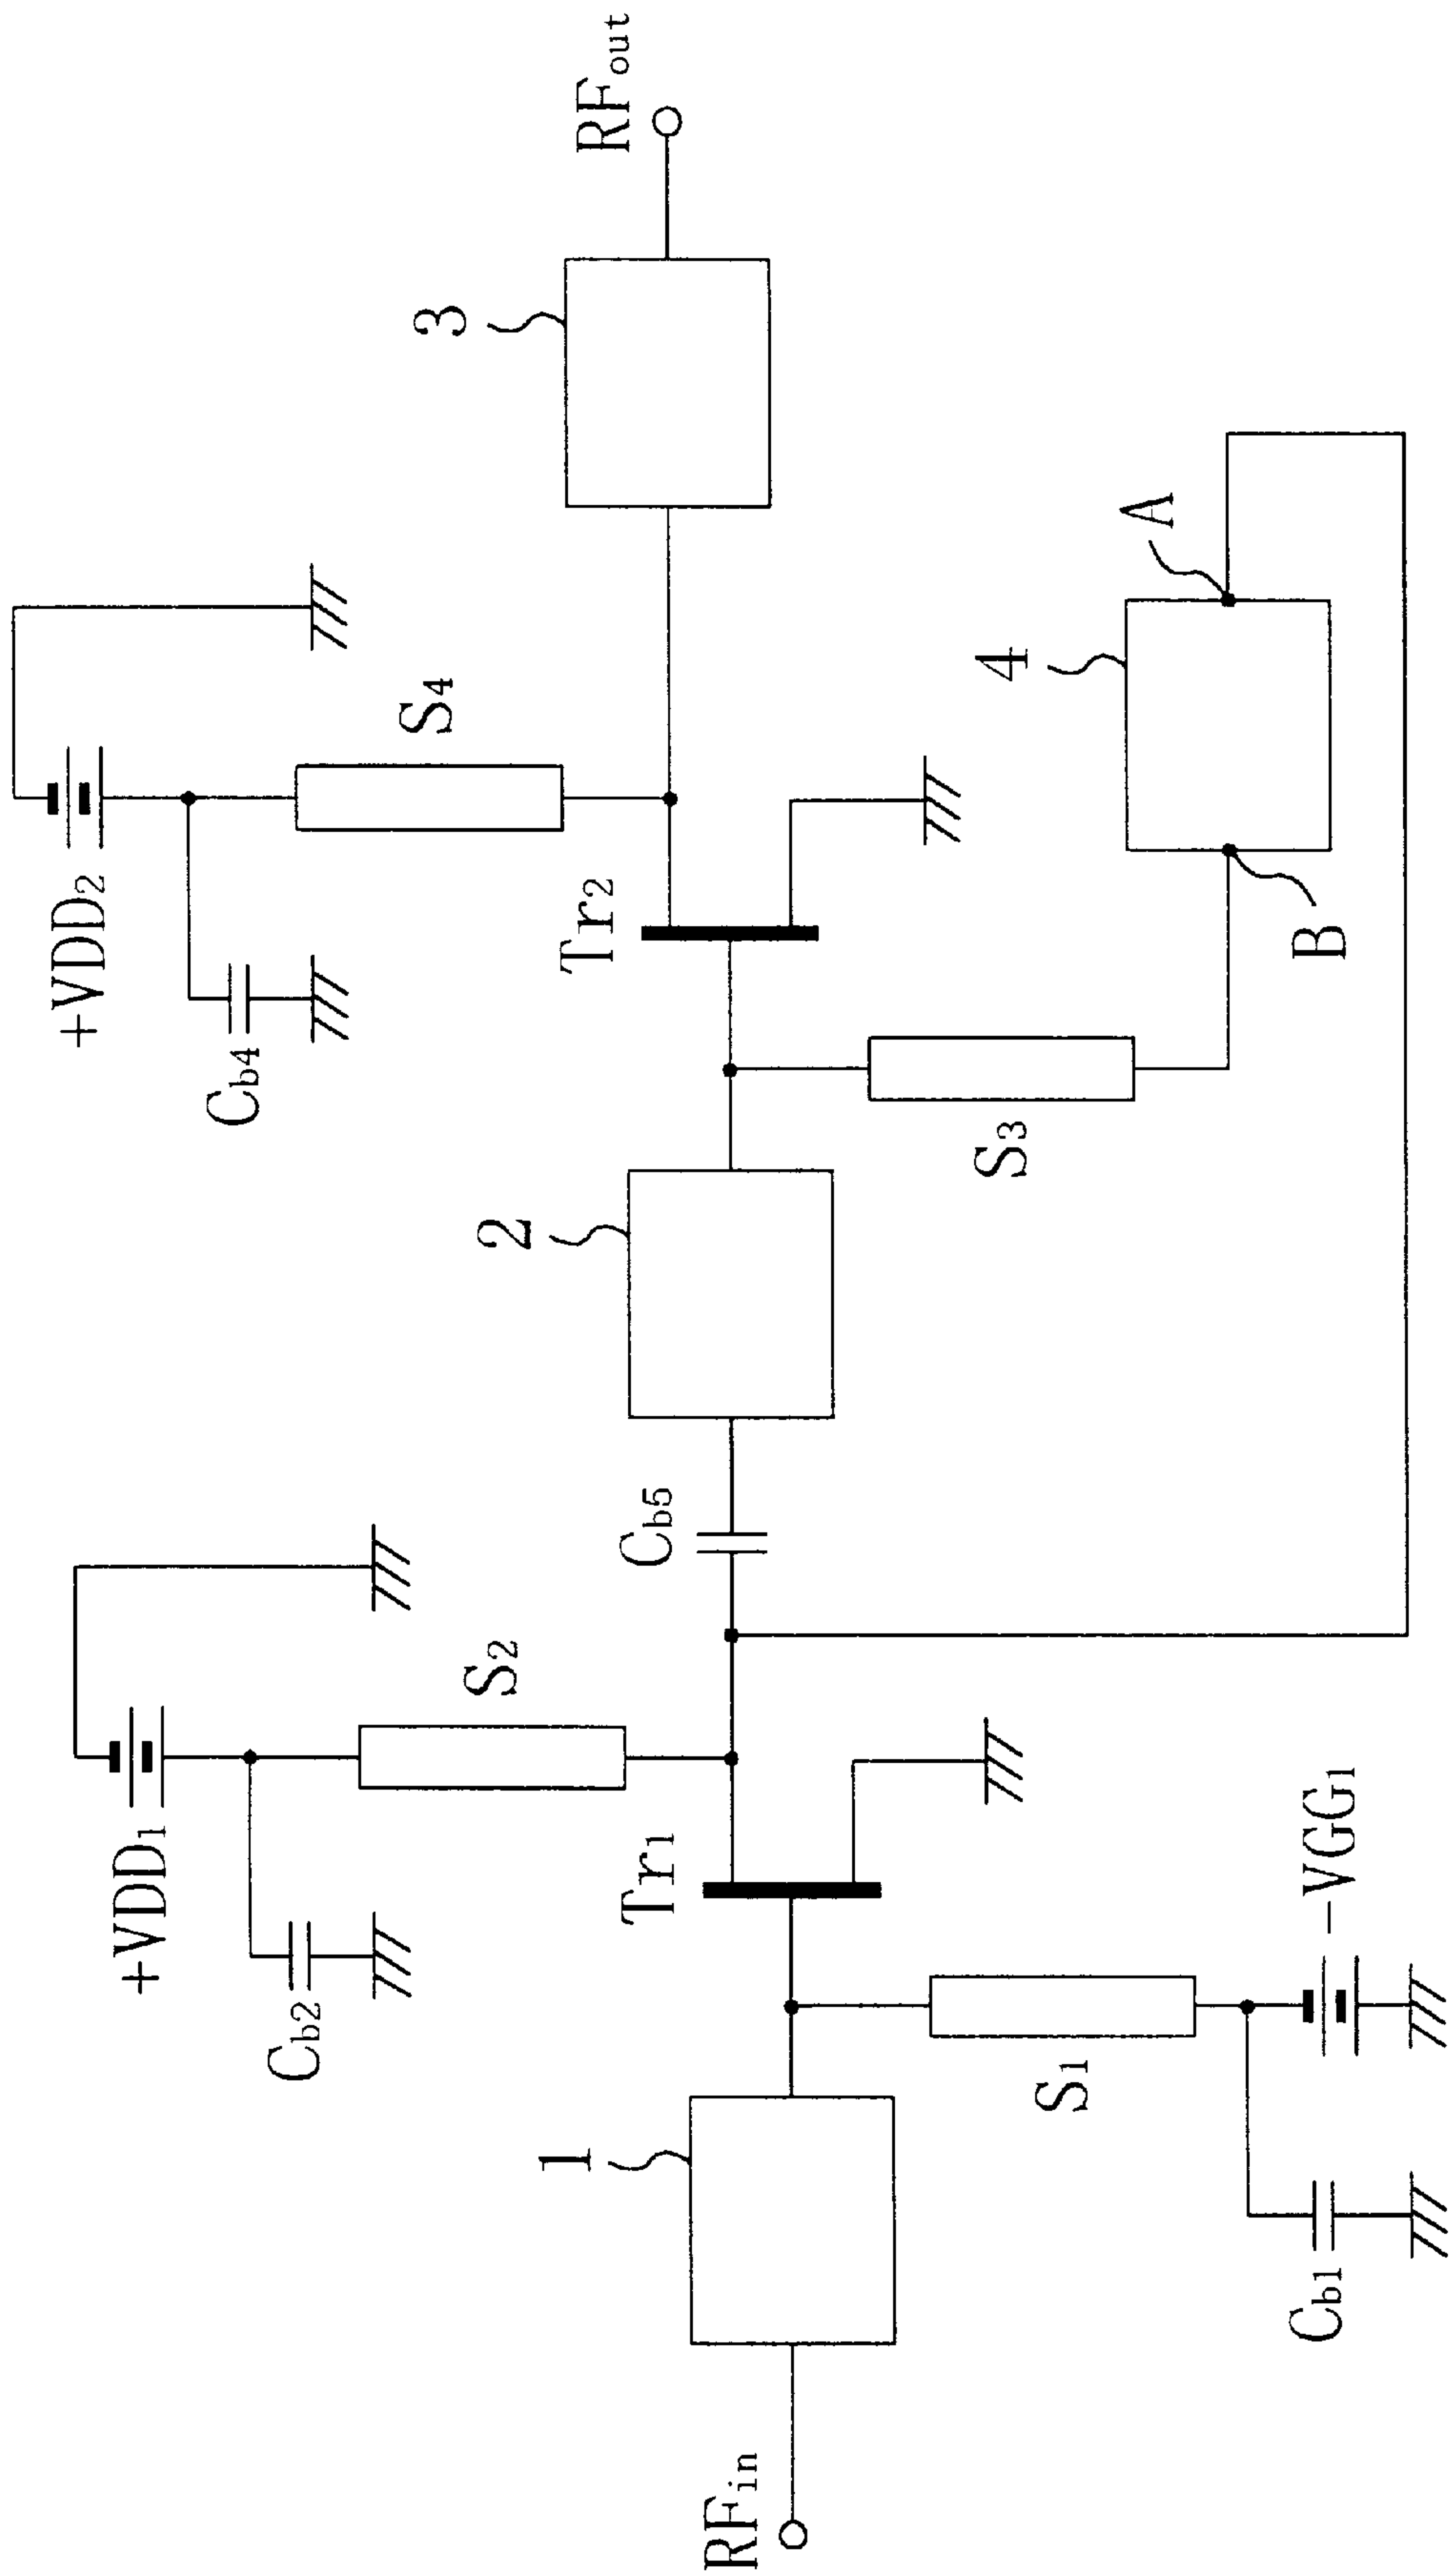 +VDD2
+VDD1
Cb4
S4
Cb2
S2
3
RFout
Tr2
Cb5
2
Tr1
1
RFin
S3
4
A
B
S1
-VGG1
Cb1